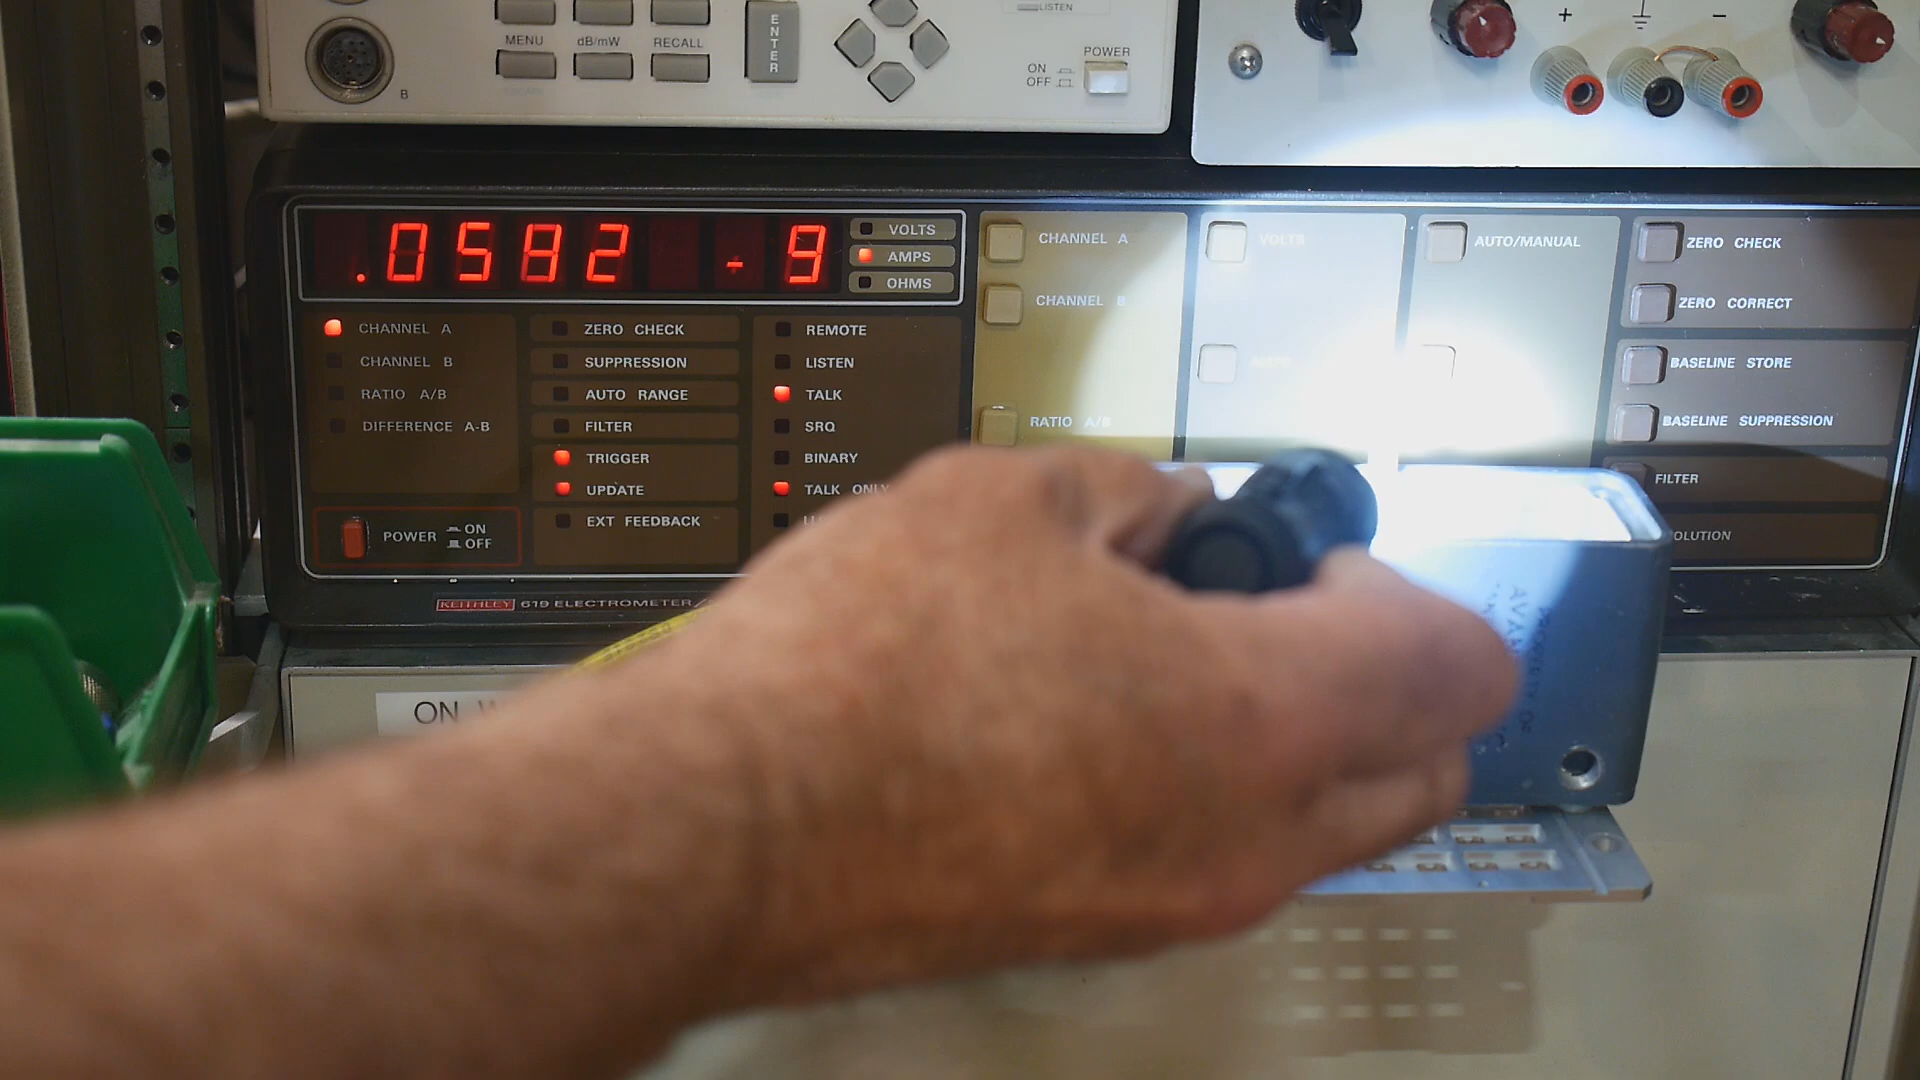 LISTEN
MENU dB/mW RECALL
ENTER
POWER
ON
OFF
B
+ -
.0582 -9
VOLTS
AMPS
OHMS
CHANNEL A
CHANNEL B
RATIO A/B
DIFFERENCE A-B
POWER ON
OFF
ZERO CHECK
SUPPRESSION
AUTO RANGE
FILTER
TRIGGER
UPDATE
EXT FEEDBACK
REMOTE
LISTEN
TALK
SRQ
BINARY
TALK ONLY
CHANNEL A
CHANNEL B
RATIO A/B
VOLTS
AUTO/MANUAL
ZERO CHECK
ZERO CORRECT
BASELINE STORE
BASELINE SUPPRESSION
FILTER
OLUTION
KEITHLEY 619 ELECTROMETER/
ON
PROPERTY OF